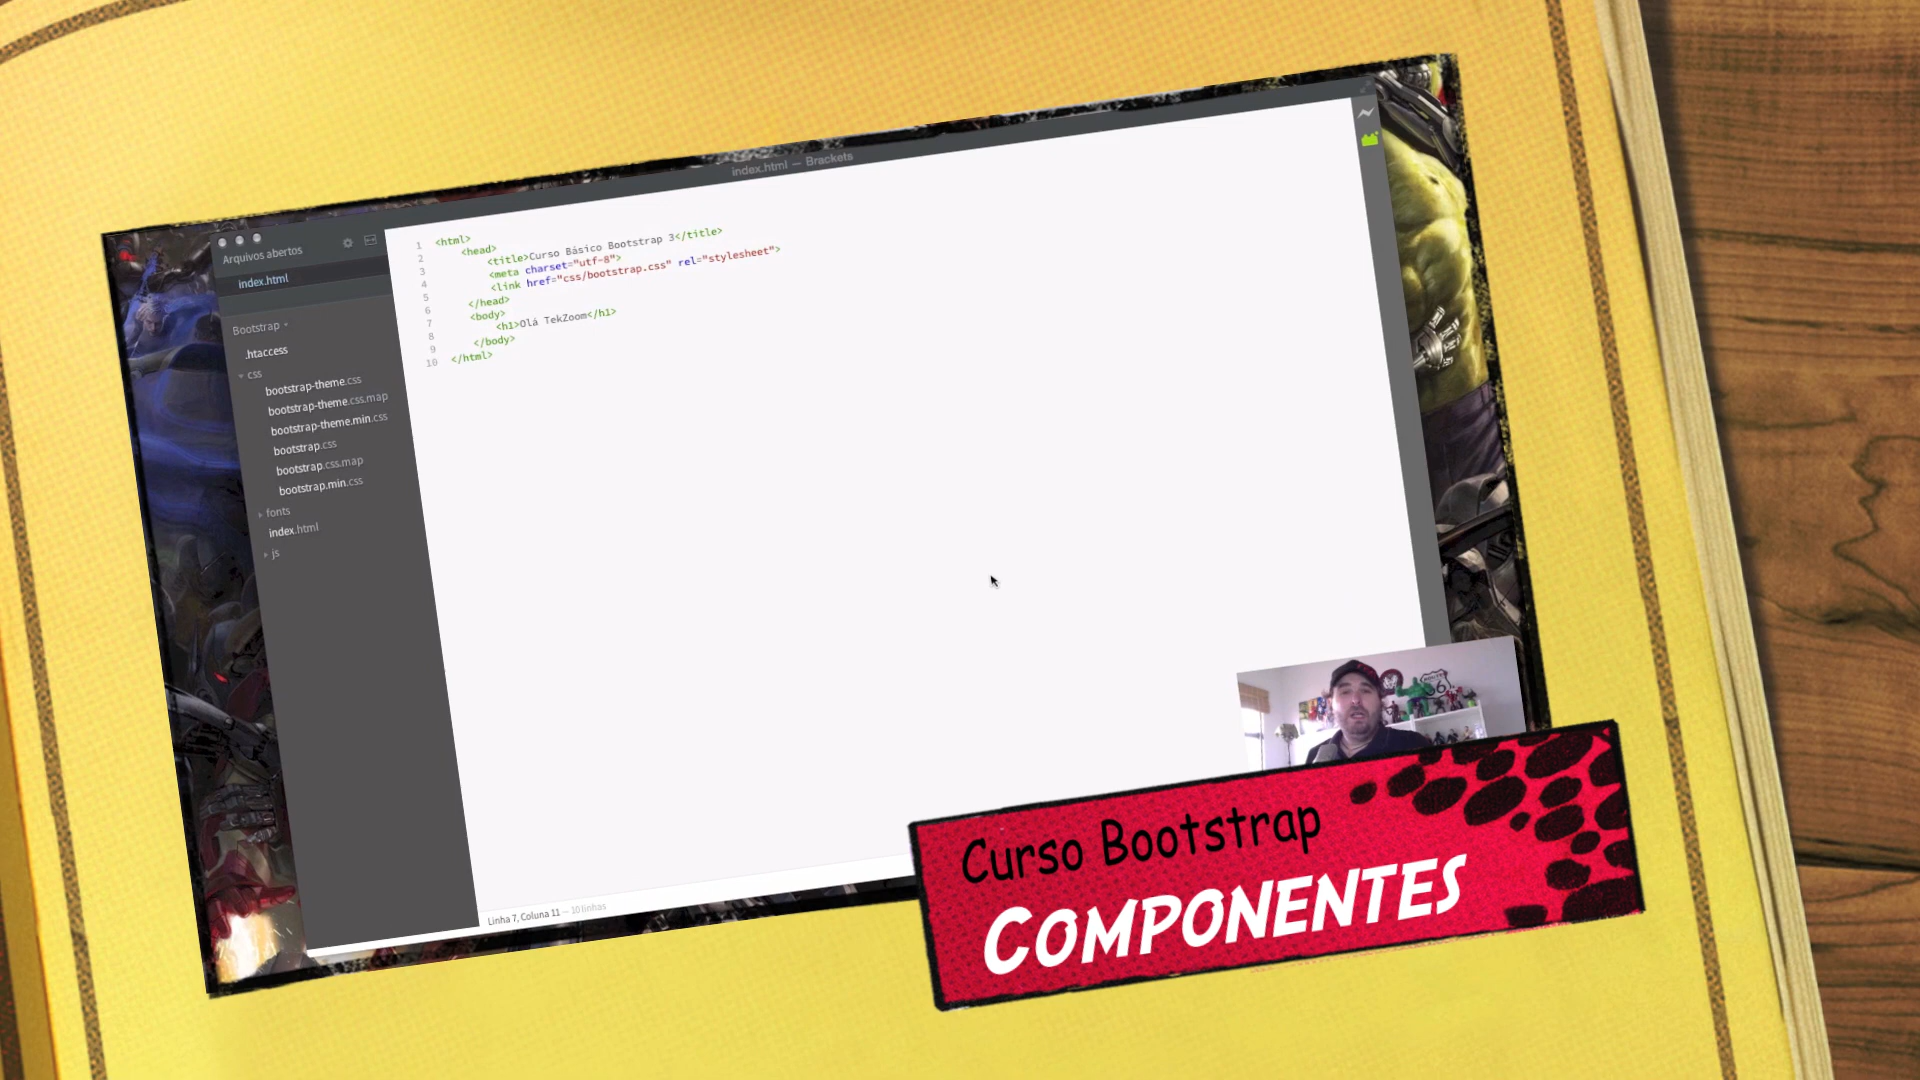 index.html — Brackets
Arquivos abertos
index.html
Bootstrap
.htaccess
css
bootstrap-theme.css
bootstrap-theme.css.map
bootstrap-theme.min.css
bootstrap.css
bootstrap.css.map
bootstrap.min.css
fonts
index.html
js
1 <html>
2 <head>
3 <title>Curso Básico Bootstrap 3</title>
4 <meta charset="utf-8">
5 <link href="css/bootstrap.css" rel="stylesheet">
6 </head>
7 <body>
8 <h1>Olá TekZoom</h1>
9 </body>
10 </html>
Linha 7, Coluna 11 — 10 linhas
ROUTE
66
Curso Bootstrap
COMPONENTES